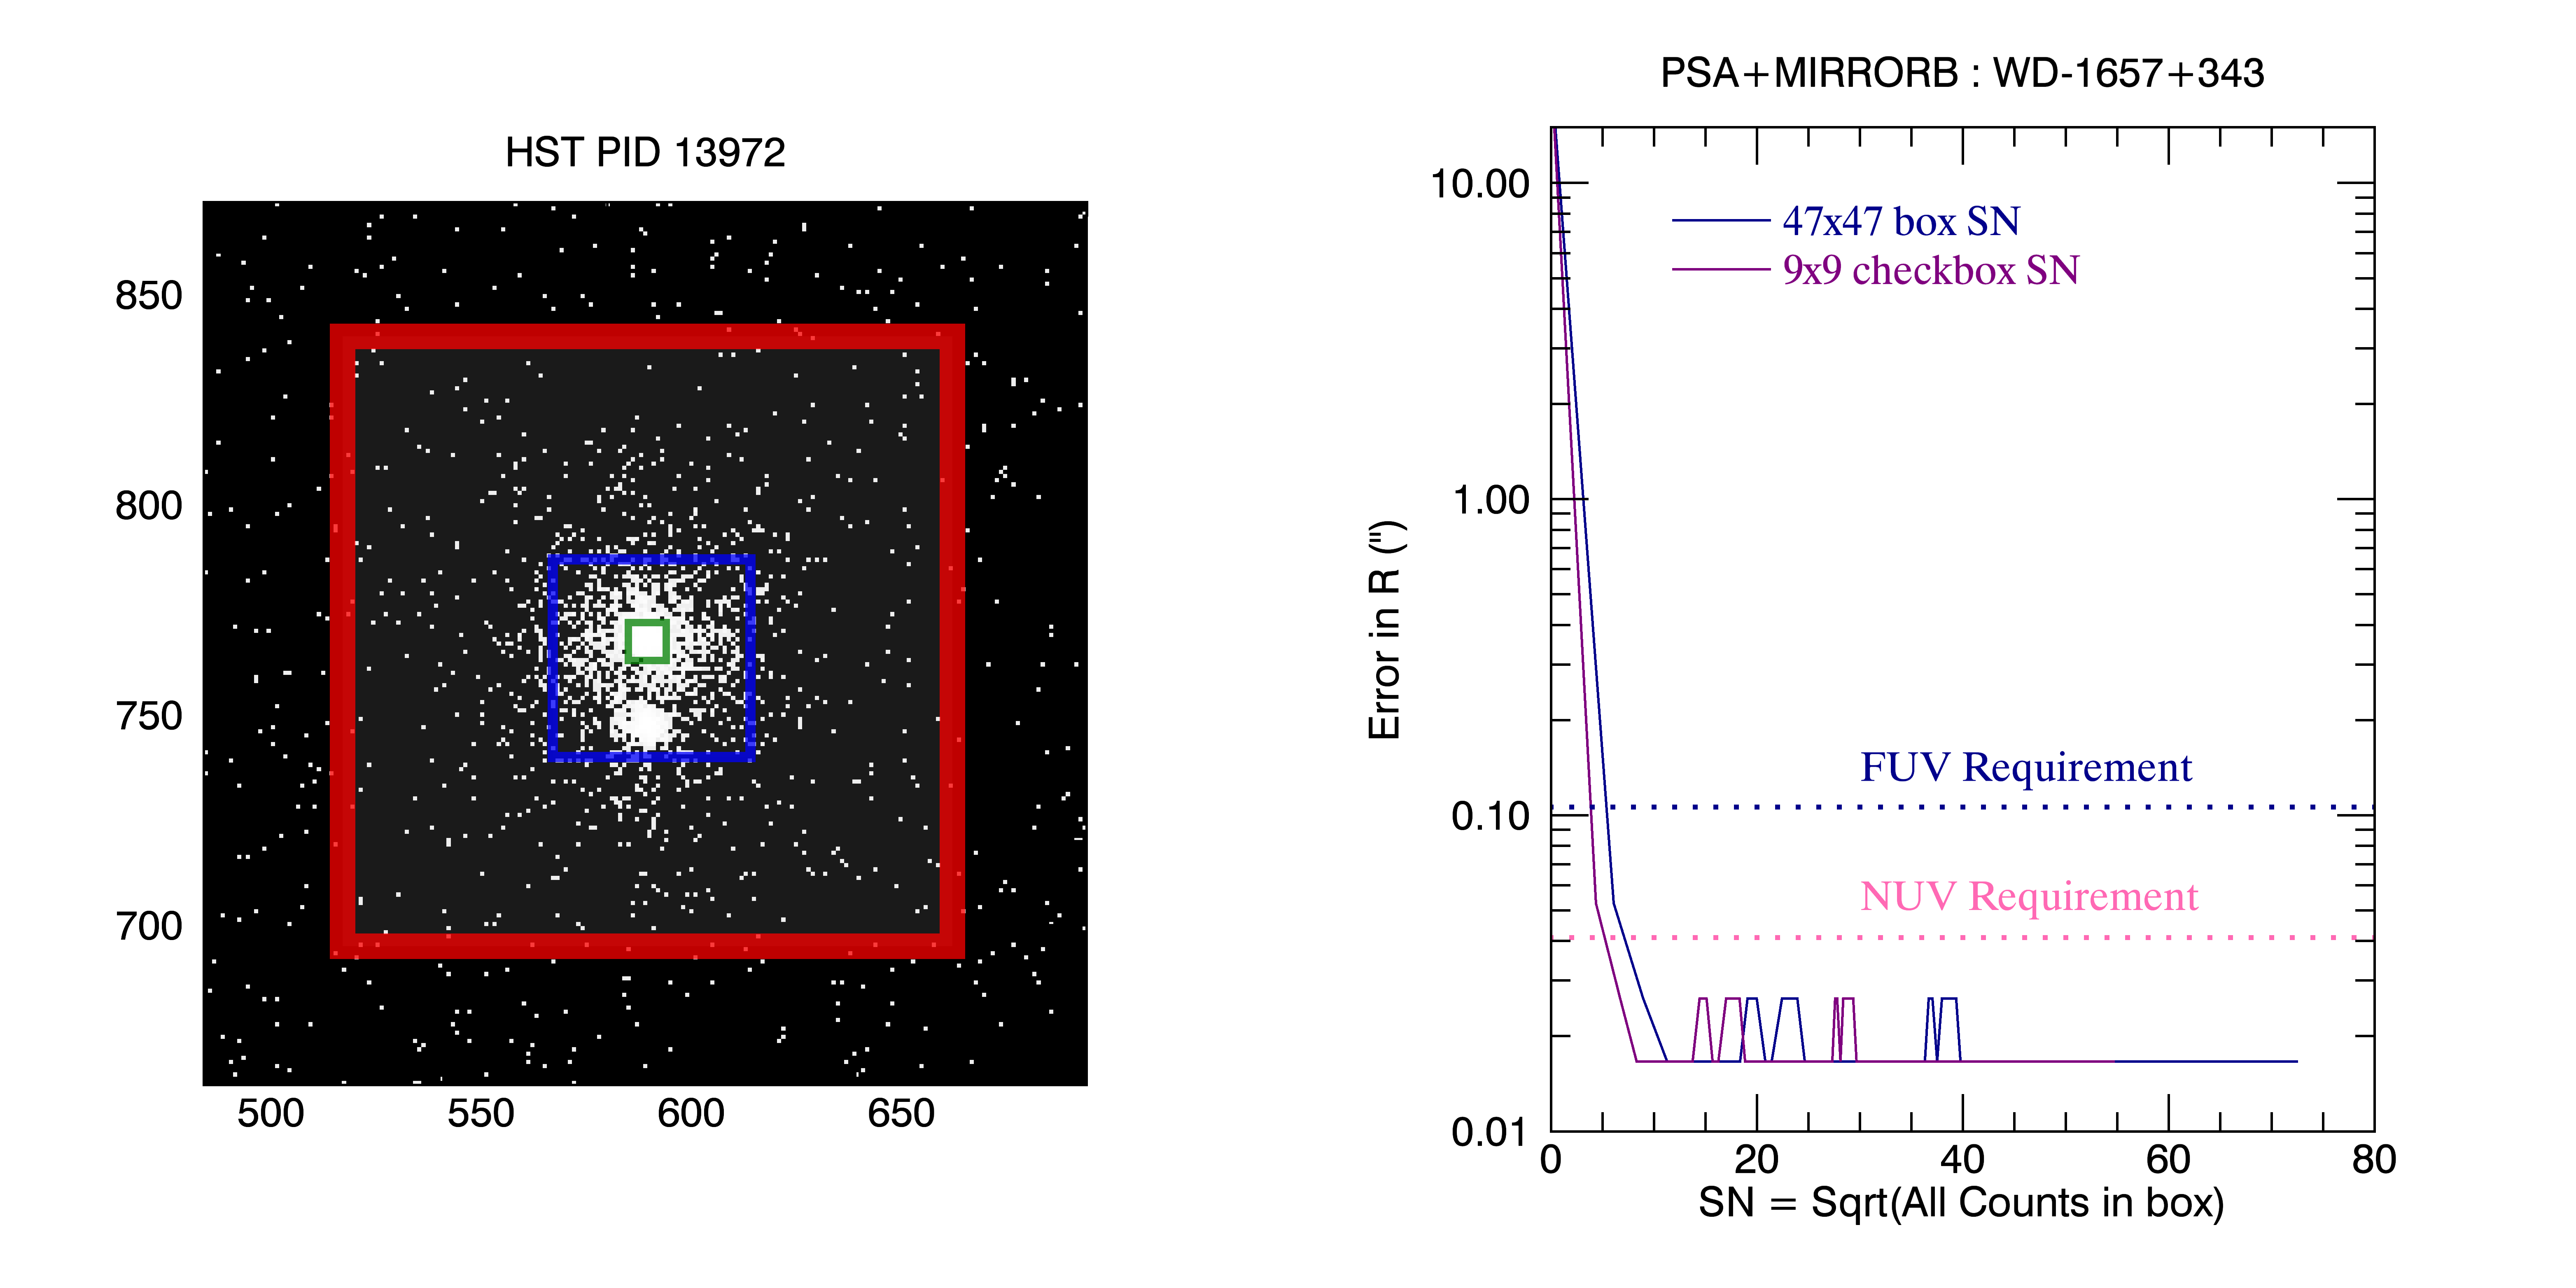 HST PID 13972
850
800
750
700
500 550 600 650
PSA+MIRRORB : WD-1657+343
10.00
1.00
0.10
0.01
Error in R (")
47x47 box SN
9x9 checkbox SN
FUV Requirement
NUV Requirement
0 20 40 60 80
SN = Sqrt(All Counts in box)